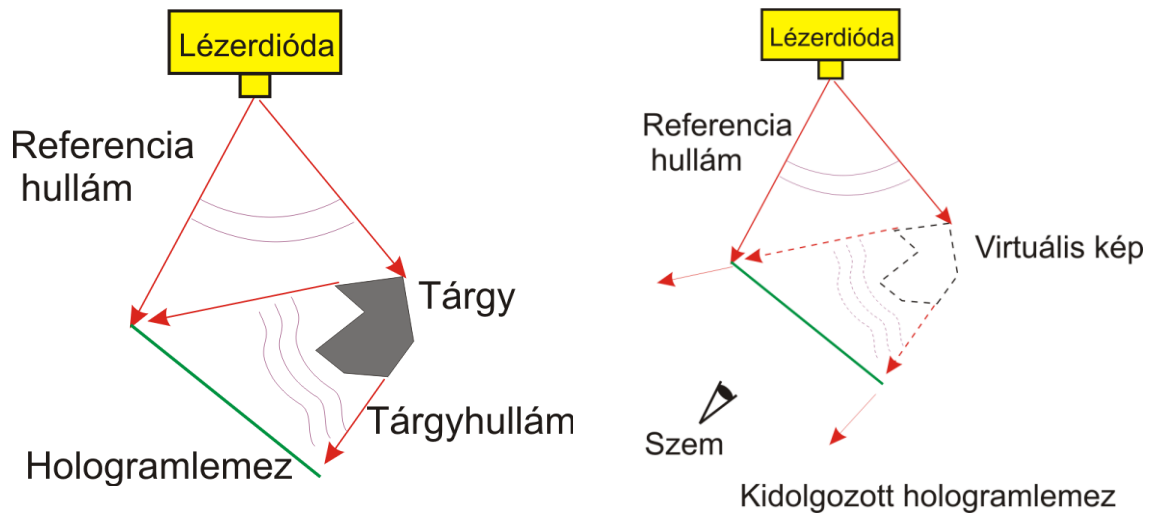 Lézerdióda
Referencia
hullám
Tárgy
Tárgyhullám
Hologramlemez
Lézerdióda
Referencia
hullám
Virtuális kép
Szem
Kidolgozott hologramlemez